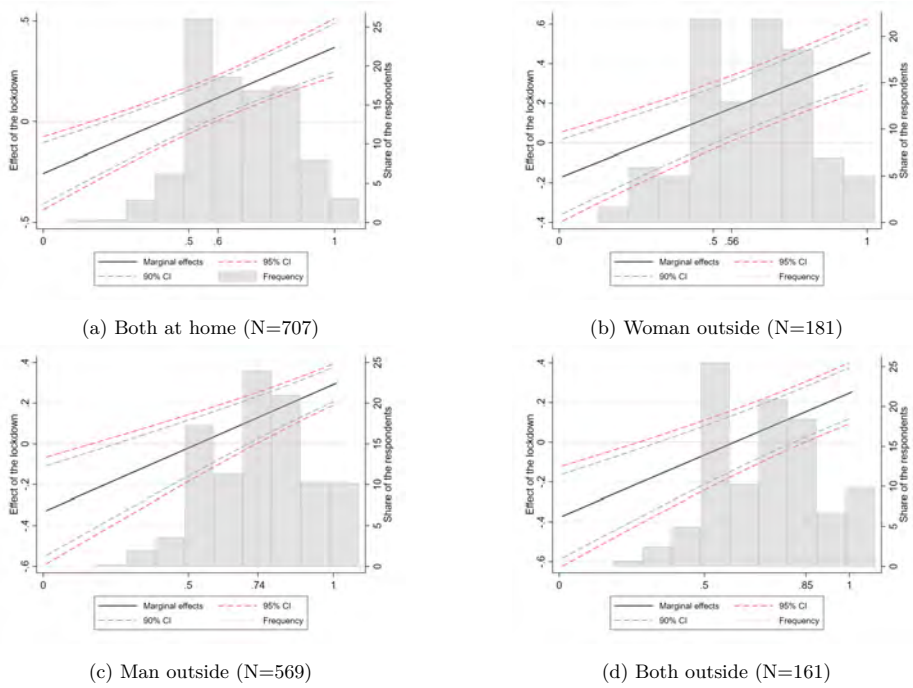 Effect of the lockdown
.5
0
-.5
Share of the respondents
25
20
15
10
5
0
0 .5 .6 1
Marginal effects 95% CI
90% CI Frequency
(a) Both at home (N=707)
Effect of the lockdown
.6
.4
.2
0
-.2
-.4
Share of the respondents
20
15
10
5
0
0 .5 .56 1
Marginal effects 95% CI
90% CI Frequency
(b) Woman outside (N=181)
Effect of the lockdown
.4
.2
0
-.2
-.4
-.6
Share of the respondents
25
20
15
10
5
0
0 .5 .74 1
Marginal effects 95% CI
90% CI Frequency
(c) Man outside (N=569)
Effect of the lockdown
.4
.2
0
-.2
-.4
-.6
Share of the respondents
25
20
15
10
5
0
0 .5 .85 1
Marginal effects 95% CI
90% CI Frequency
(d) Both outside (N=161)